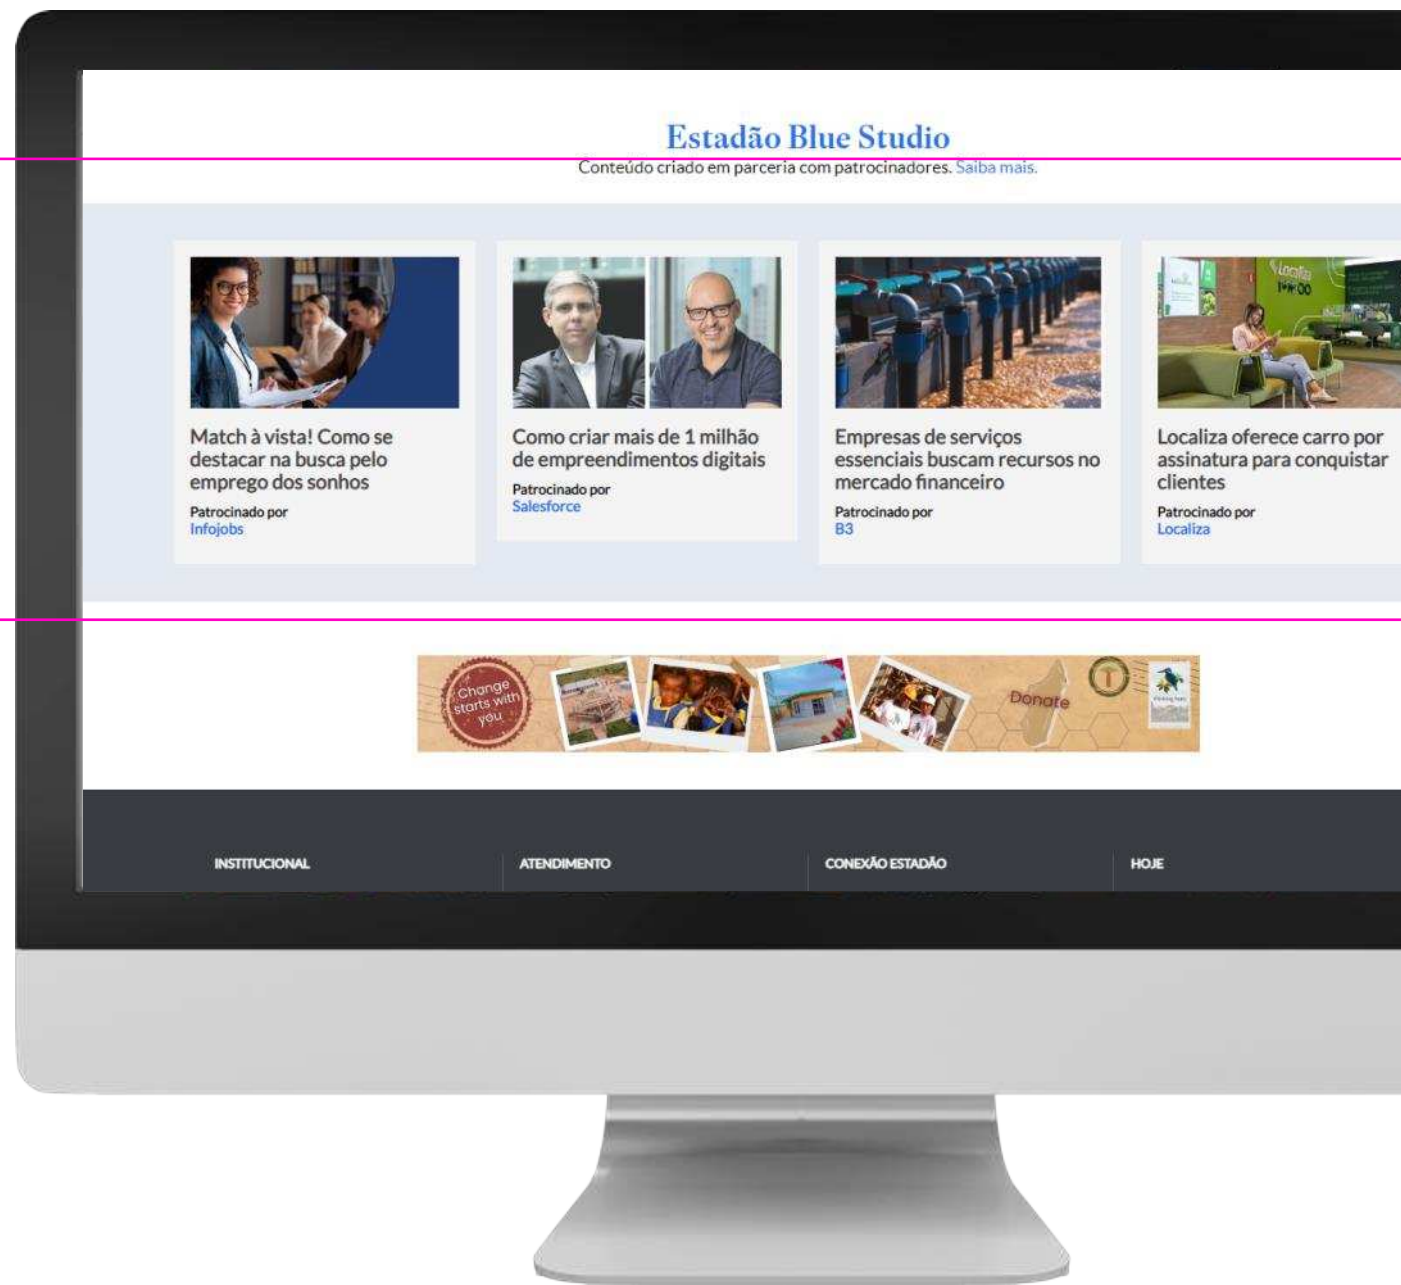 Estadão Blue Studio
Conteúdo criado em parceria com patrocinadores. Saiba mais.
Match à vista! Como se
destacar na busca pelo
emprego dos sonhos
Patrocinado por
Infojobs
Como criar mais de 1 milhão
de empreendimentos digitais
Patrocinado por
Salesforce
Empresas de serviços
essenciais buscam recursos no
mercado financeiro
Patrocinado por
B3
Localiza
Localiza oferece carro por
assinatura para conquistar
clientes
Patrocinado por
Localiza
Change
starts with
you
Donate
INSTITUCIONAL
ATENDIMENTO
CONEXÃO ESTADÃO
HOJE